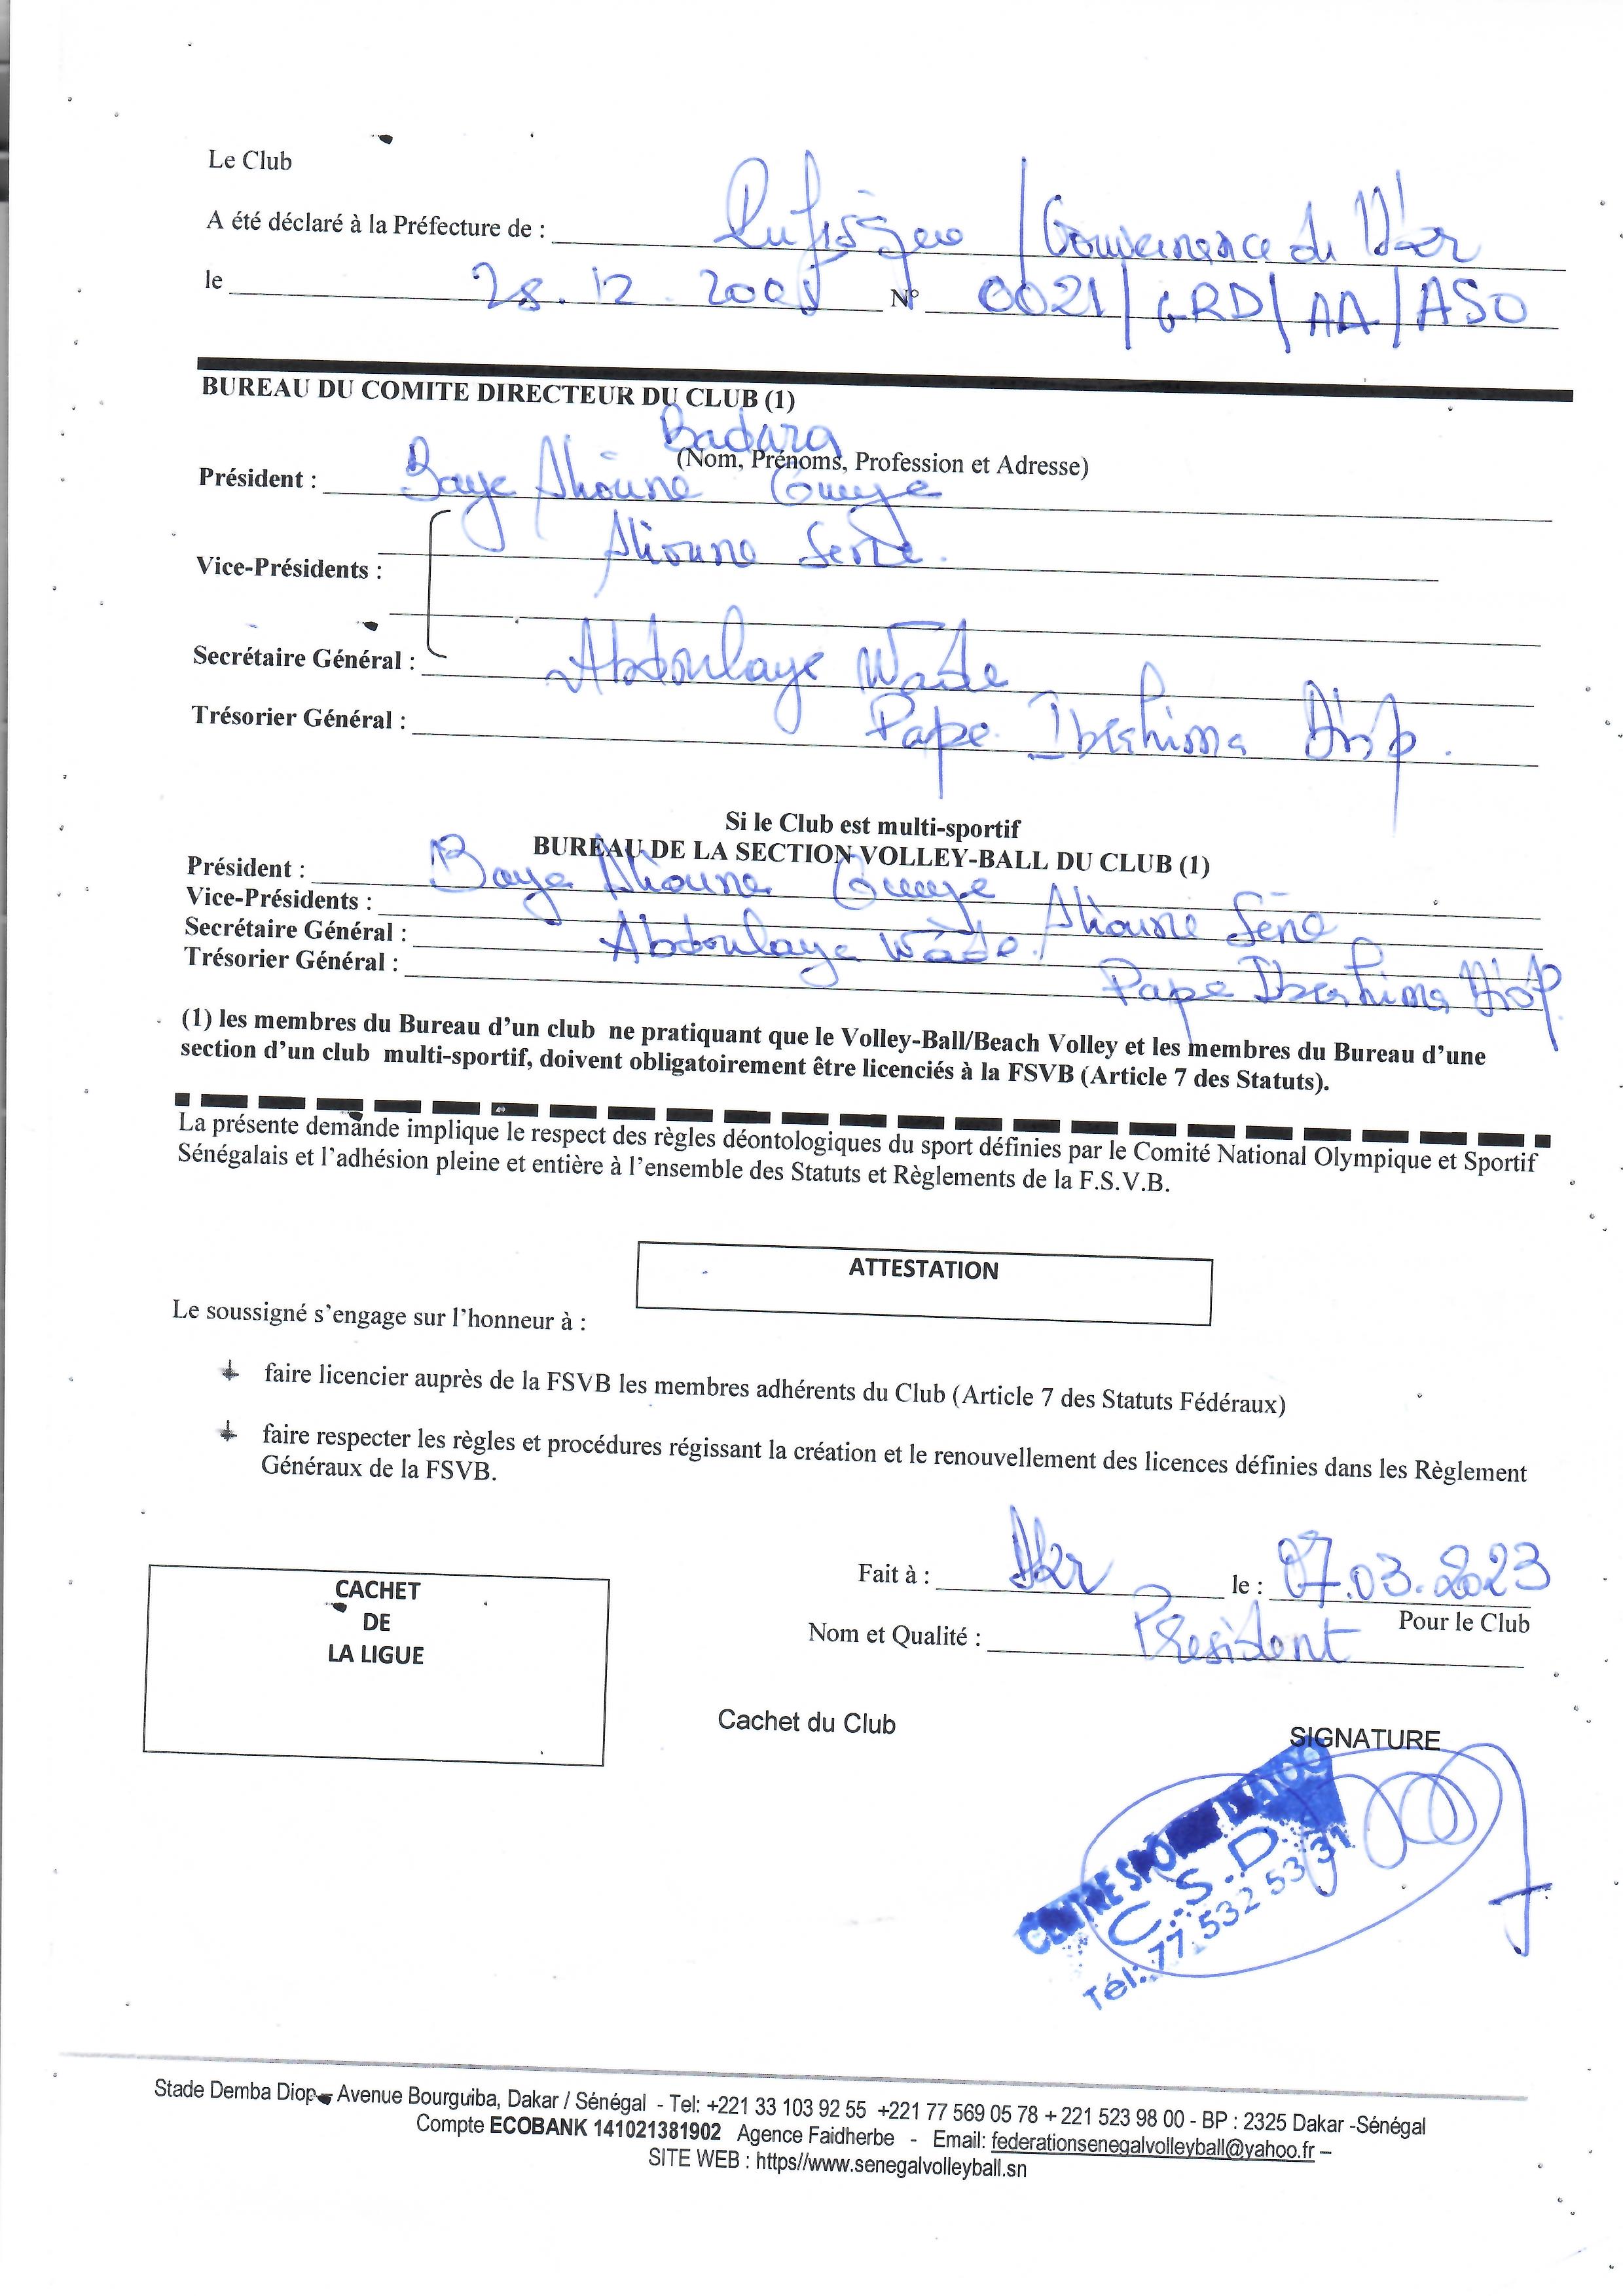 Le Club
A été déclaré à la Préfecture de : Rufisque / Gouvernance de Dkr
le 28.12.2005 N° 0021/GRD/AA/ASO
BUREAU DU COMITE DIRECTEUR DU CLUB (1)
Badara
(Nom, Prénoms, Profession et Adresse)
Président : Baye Alioune Gueye
Alioune Sène.
Vice-Présidents :
Secrétaire Général : Abdoulaye Wade
Trésorier Général : Pape Ibrahima Diop.
Si le Club est multi-sportif
BUREAU DE LA SECTION VOLLEY-BALL DU CLUB (1)
Président : Baye Alioune Gueye
Vice-Présidents : Alioune Sène
Secrétaire Général : Abdoulaye Wade.
Trésorier Général : Pape Ibrahima Diop
(1) les membres du Bureau d’un club ne pratiquant que le Volley-Ball/Beach Volley et les membres du Bureau d’une
section d’un club multi-sportif, doivent obligatoirement être licenciés à la FSVB (Article 7 des Statuts).
La présente demande implique le respect des règles déontologiques du sport définies par le Comité National Olympique et Sportif
Sénégalais et l’adhésion pleine et entière à l’ensemble des Statuts et Règlements de la F.S.V.B.
ATTESTATION
Le soussigné s’engage sur l’honneur à :
faire licencier auprès de la FSVB les membres adhérents du Club (Article 7 des Statuts Fédéraux)
faire respecter les règles et procédures régissant la création et le renouvellement des licences définies dans les Règlement
Généraux de la FSVB.
Fait à : Dkr le : 07.03.2023
Pour le Club
Nom et Qualité : President
CACHET
DE
LA LIGUE
Cachet du Club
SIGNATURE
CENTRE SPORT
C.S.D
Tél: 77 532 53 31
Stade Demba Diop – Avenue Bourguiba, Dakar / Sénégal - Tel: +221 33 103 92 55 +221 77 569 05 78 + 221 523 98 00 - BP : 2325 Dakar -Sénégal
Compte ECOBANK 141021381902 Agence Faidherbe - Email: federationsenegalvolleyball@yahoo.fr –
SITE WEB : https//www.senegalvolleyball.sn